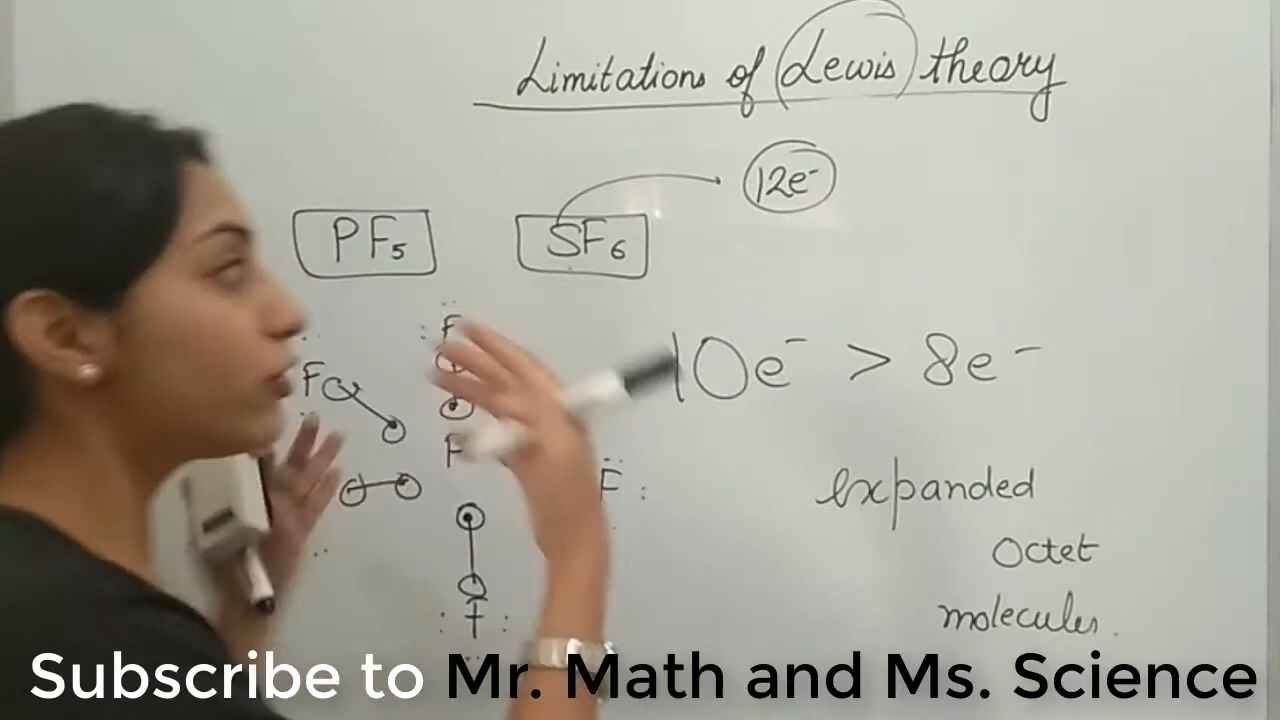 Limitations of Lewis theory
12e⁻
PF₅ SF₆
F
10e⁻ > 8e⁻
F
F
F
expanded
Octet
molecules.
Subscribe to Mr. Math and Ms. Science